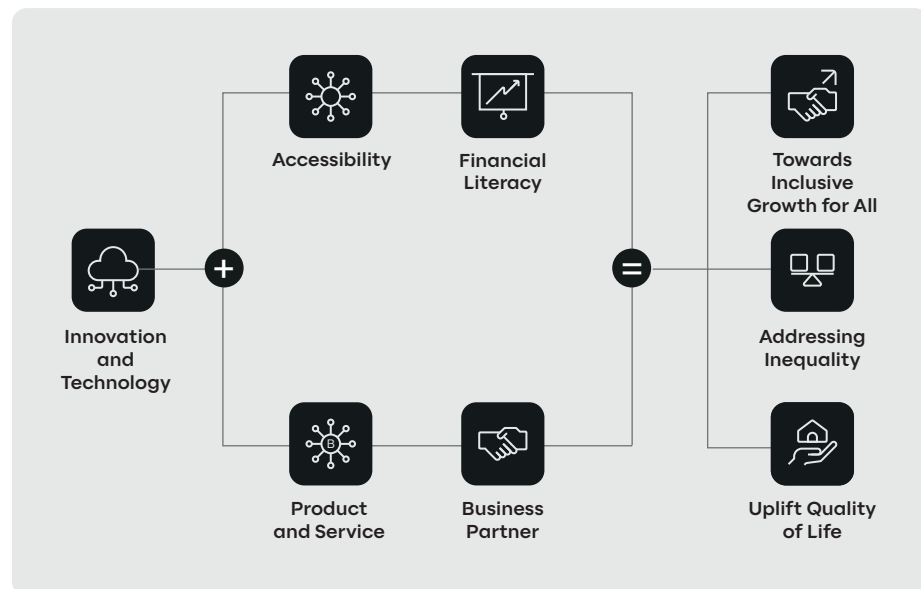 Accessibility
Financial
Literacy
Towards
Inclusive
Growth for All
+
=
Innovation
and
Technology
Addressing
Inequality
B
Product
and Service
Business
Partner
Uplift Quality
of Life